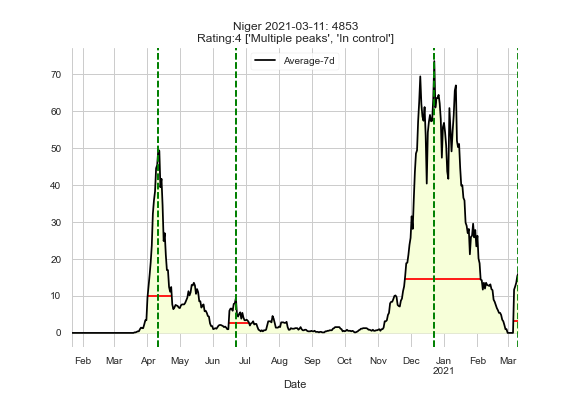 Niger 2021-03-11: 4853
Rating:4 ['Multiple peaks', 'In control']
Average-7d
70
60
50
40
30
20
10
0
Feb Mar Apr May Jun Jul Aug Sep Oct Nov Dec Jan Feb Mar
2021
Date